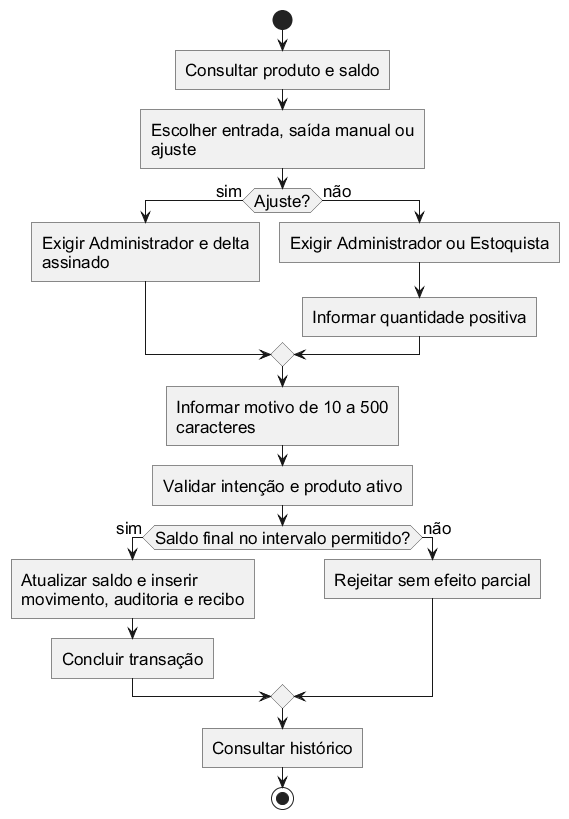 Consultar produto e saldo
Escolher entrada, saída manual ou
ajuste
sim
Ajuste?
não
Exigir Administrador e delta
assinado
Exigir Administrador ou Estoquista
Informar quantidade positiva
Informar motivo de 10 a 500
caracteres
Validar intenção e produto ativo
sim
Saldo final no intervalo permitido?
não
Atualizar saldo e inserir
movimento, auditoria e recibo
Rejeitar sem efeito parcial
Concluir transação
Consultar histórico